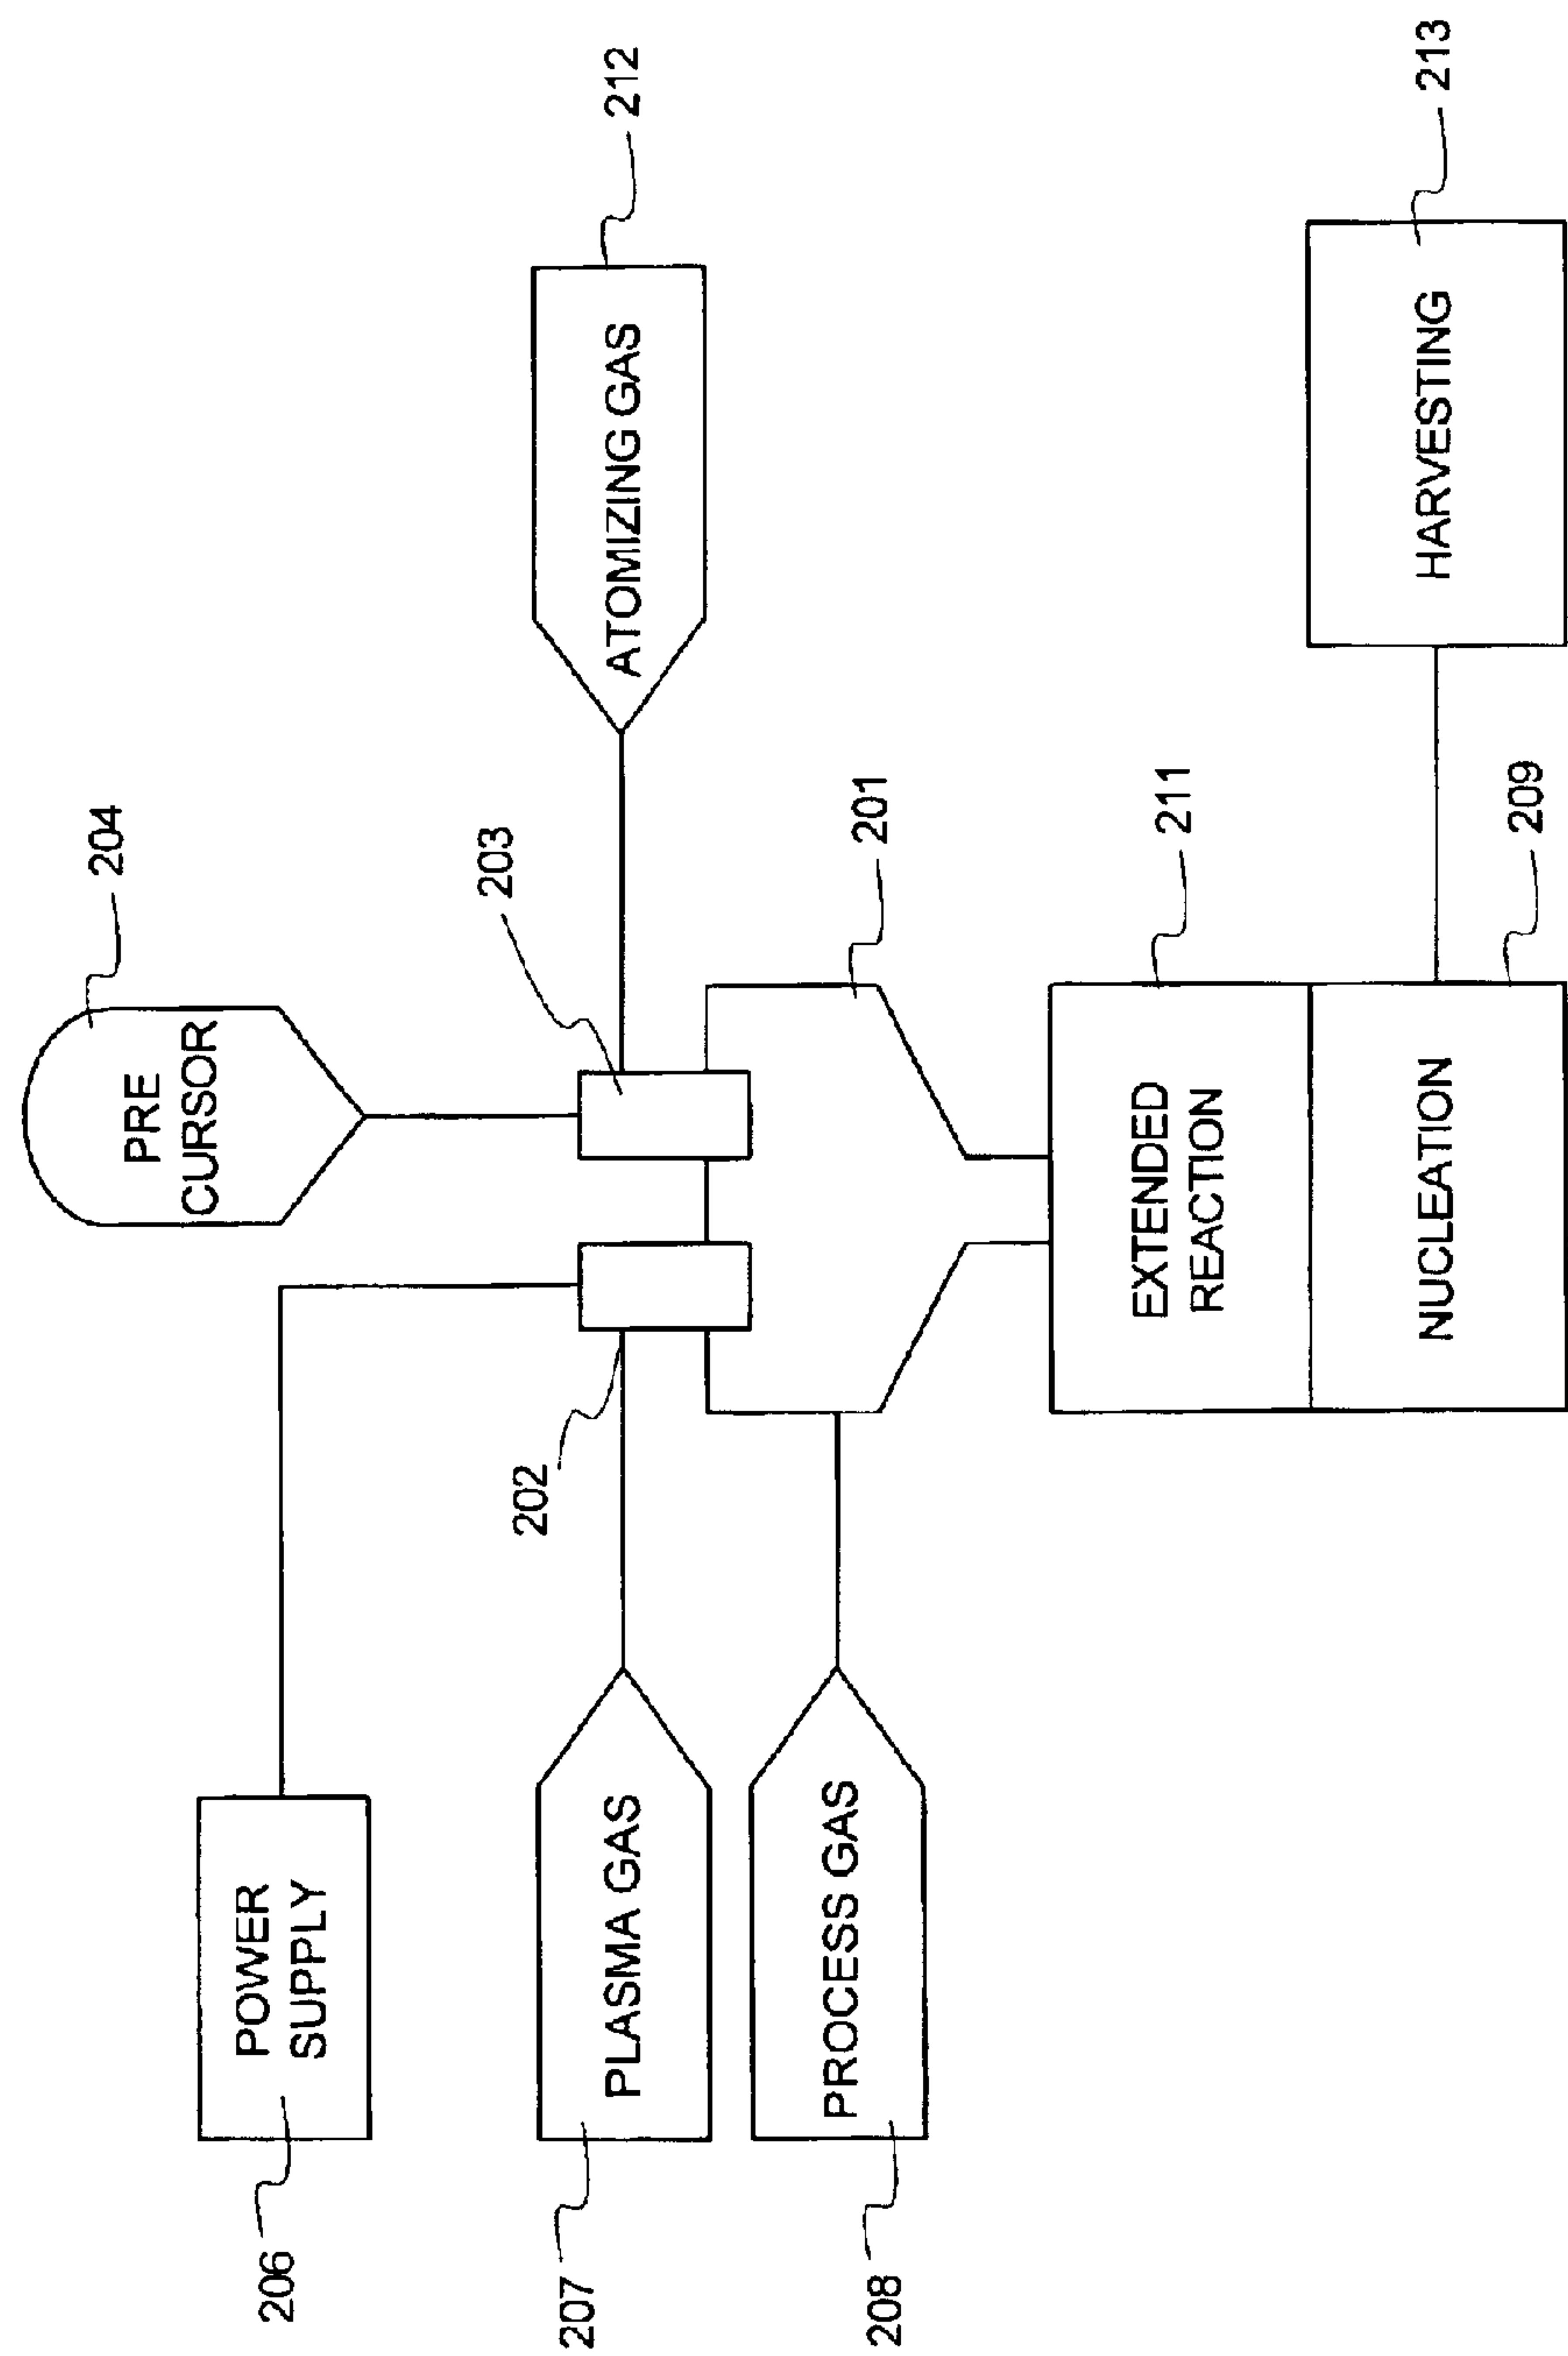 204
PRE
CURSOR
206
POWER
SUPPLY
203
202
212
ATOMIZING GAS
207
PLASMA GAS
201
208
PROCESS GAS
211
EXTENDED
REACTION
213
HARVESTING
209
NUCLEATION